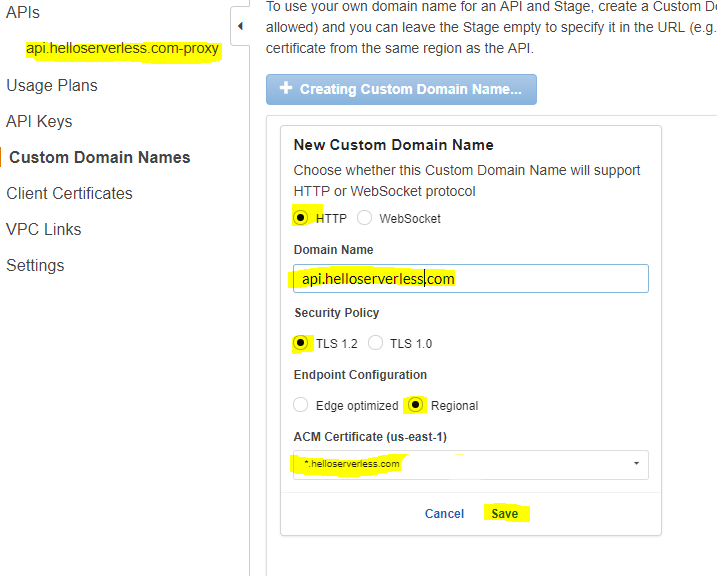 APIs
api.helloserverless.com-proxy
Usage Plans
API Keys
Custom Domain Names
Client Certificates
VPC Links
Settings
To use your own domain name for an API and Stage, create a Custom D
allowed) and you can leave the Stage empty to specify it in the URL (e.g.
certificate from the same region as the API.
Creating Custom Domain Name...
New Custom Domain Name
Choose whether this Custom Domain Name will support
HTTP or WebSocket protocol
HTTP WebSocket
Domain Name
api.helloserverless.com
Security Policy
TLS 1.2 TLS 1.0
Endpoint Configuration
Edge optimized Regional
ACM Certificate (us-east-1)
*.helloserverless.com
Cancel Save